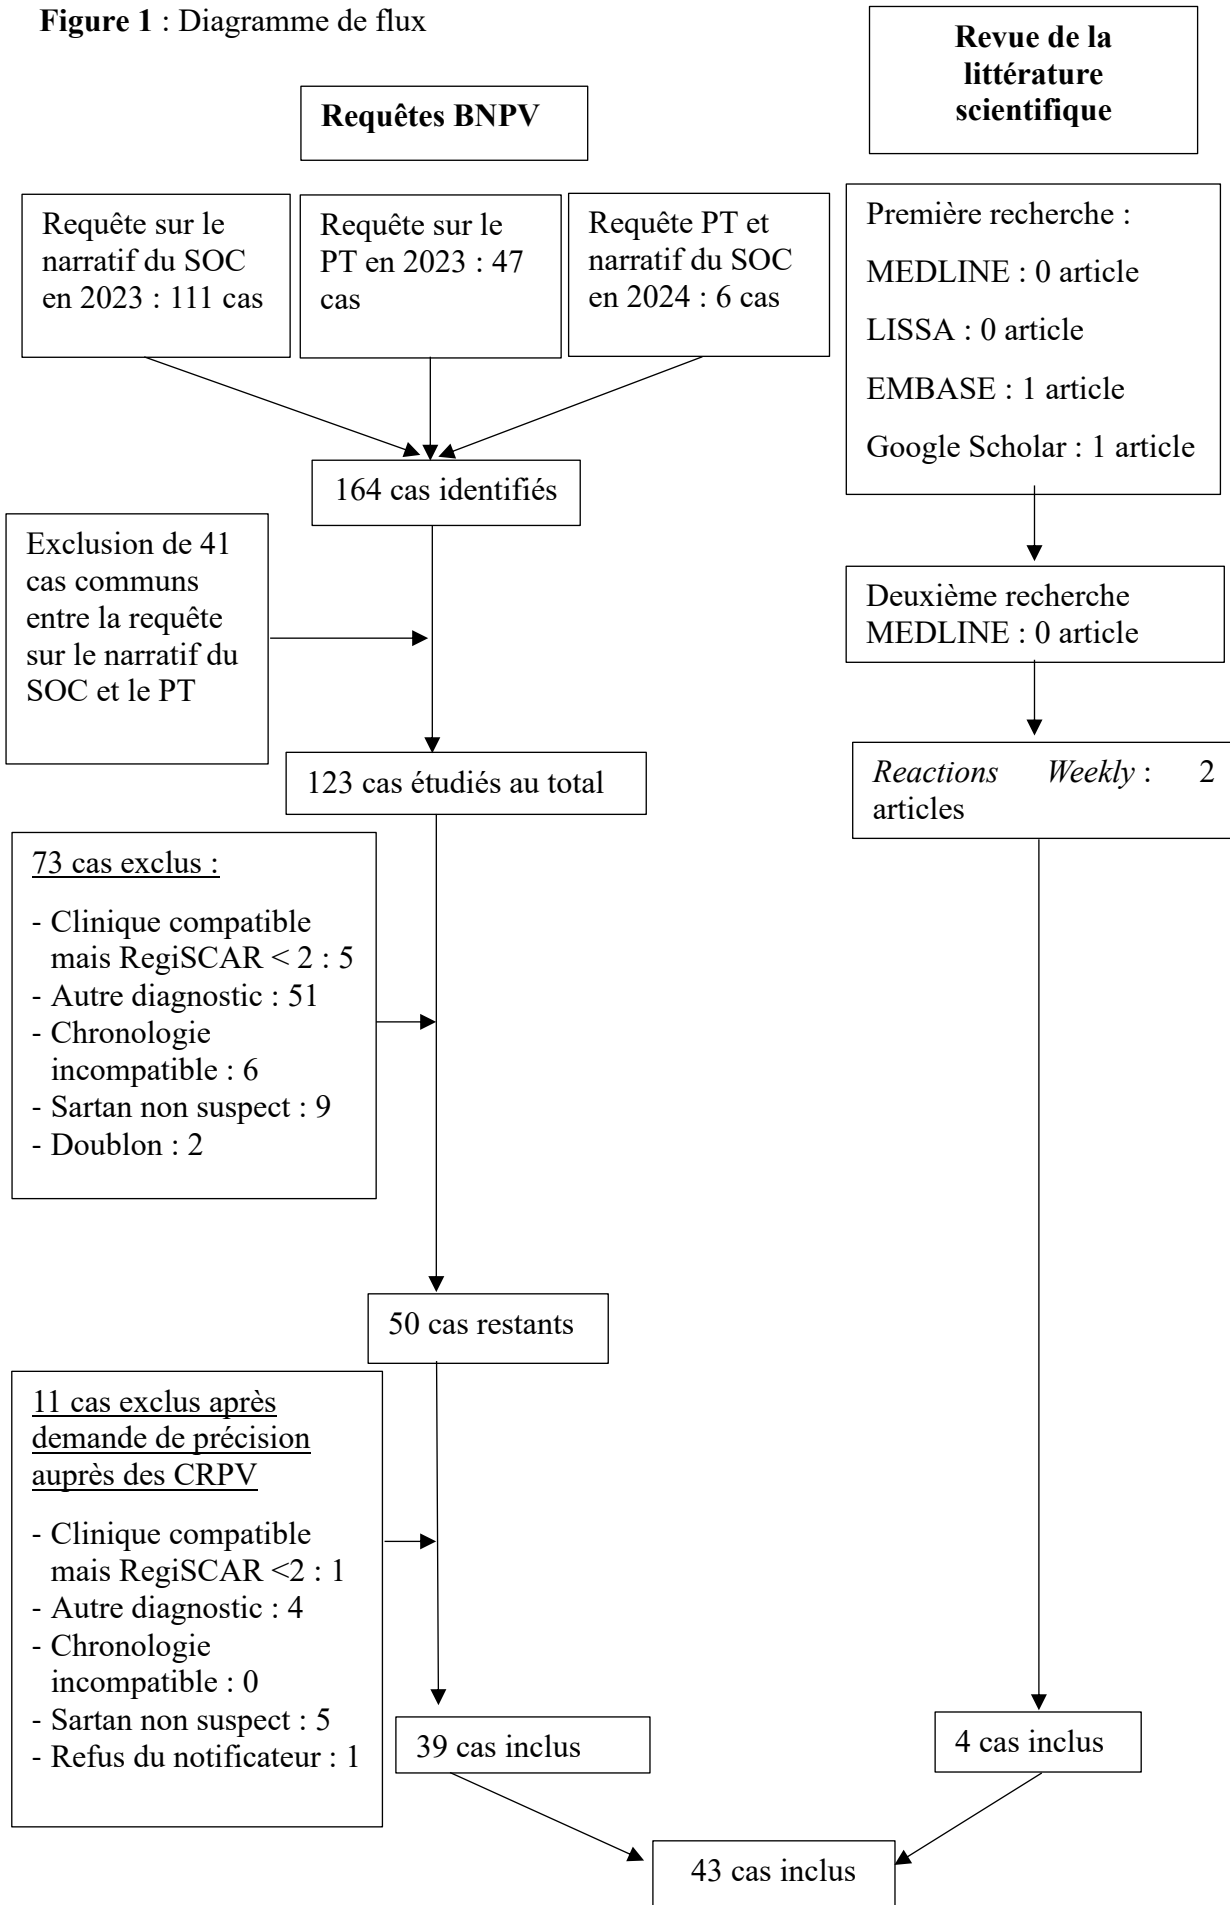 Figure 1 : Diagramme de flux
Requêtes BNPV
Requête sur le
narratif du SOC
en 2023 : 111 cas
Requête sur le
PT en 2023 : 47
cas
Requête PT et
narratif du SOC
en 2024 : 6 cas
164 cas identifiés
Exclusion de 41
cas communs
entre la requête
sur le narratif du
SOC et le PT
123 cas étudiés au total
73 cas exclus :
- Clinique compatible
mais RegiSCAR < 2 : 5
- Autre diagnostic : 51
- Chronologie
incompatible : 6
- Sartan non suspect : 9
- Doublon : 2
50 cas restants
11 cas exclus après
demande de précision
auprès des CRPV
- Clinique compatible
mais RegiSCAR <2 : 1
- Autre diagnostic : 4
- Chronologie
incompatible : 0
- Sartan non suspect : 5
- Refus du notificateur : 1
39 cas inclus
Revue de la
littérature
scientifique
Première recherche :
MEDLINE : 0 article
LISSA : 0 article
EMBASE : 1 article
Google Scholar : 1 article
Deuxième recherche
MEDLINE : 0 article
Reactions Weekly : 2
articles
4 cas inclus
43 cas inclus